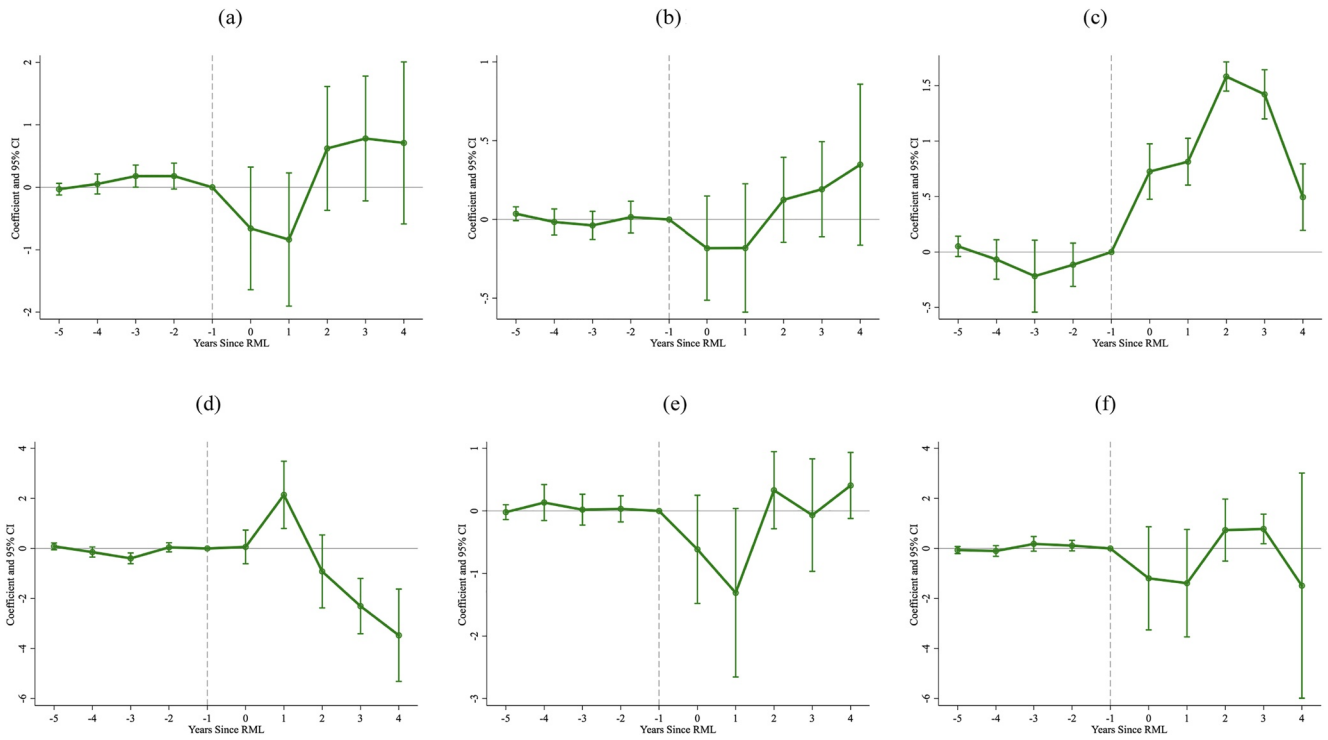 (a)
(b)
(c)
Coefficient and 95% CI
2
1
0
-1
-2
-5 -4 -3 -2 -1 0 1 2 3 4
Years Since RML
Coefficient and 95% CI
1
.5
0
-.5
-5 -4 -3 -2 -1 0 1 2 3 4
Years Since RML
Coefficient and 95% CI
1.5
1
.5
0
-.5
-5 -4 -3 -2 -1 0 1 2 3 4
Years Since RML
(d)
(e)
(f)
Coefficient and 95% CI
4
2
0
-2
-4
-6
-5 -4 -3 -2 -1 0 1 2 3 4
Years Since RML
Coefficient and 95% CI
1
0
-1
-2
-3
-5 -4 -3 -2 -1 0 1 2 3 4
Years Since RML
Coefficient and 95% CI
4
2
0
-2
-4
-6
-5 -4 -3 -2 -1 0 1 2 3 4
Years Since RML